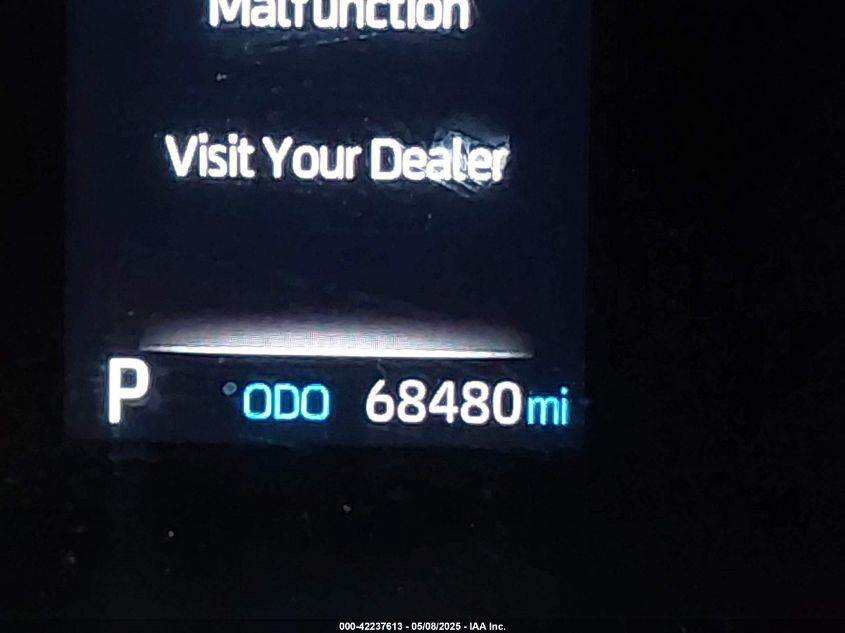 Malfunction
Visit Your Dealer
P ODO 68480mi
000-42237613 - 05/08/2025 - IAA Inc.